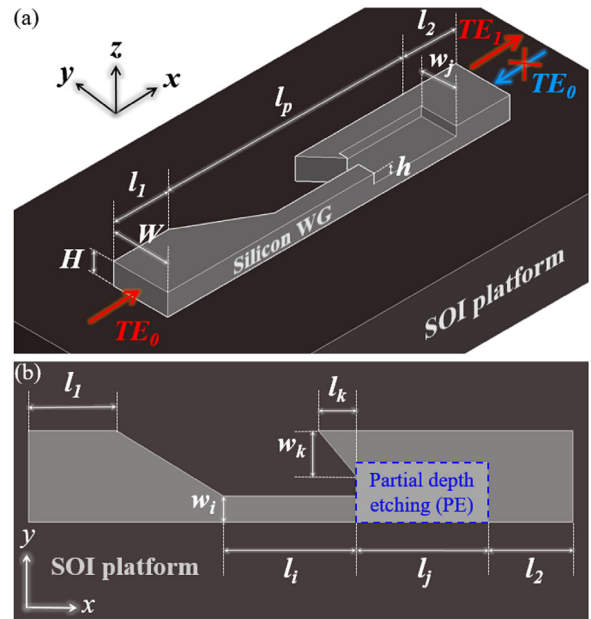 (a)
l2
TE1
z
y
x
wj
TE0
lp
h
l1
W
Silicon WG
H
SOI platform
TE0
(b)
l1
lk
wk
Partial depth
etching (PE)
wi
y
SOI platform
li
lj
l2
x